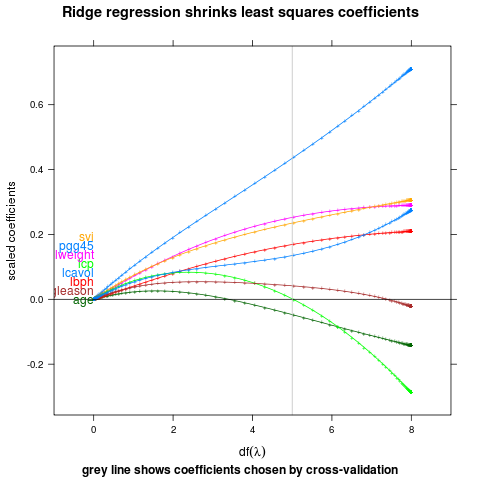 Ridge regression shrinks least squares coefficients
scaled coefficients
0.6
0.4
0.2
0.0
-0.2
svi
pgg45
lweight
lcp
lcavol
lbph
gleason
age
0
2
4
6
8
df(λ)
grey line shows coefficients chosen by cross-validation